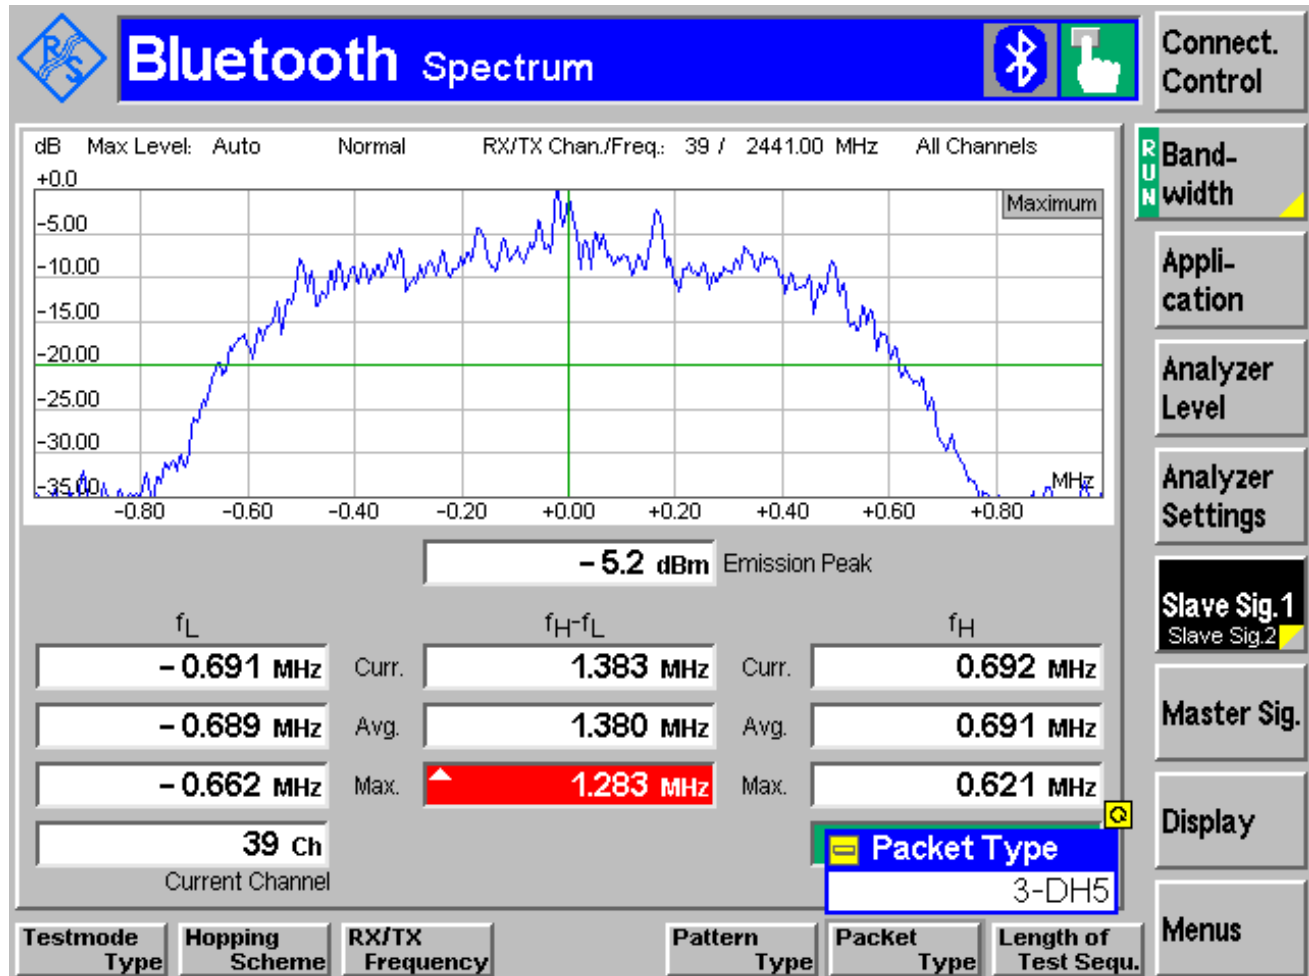 R S
Bluetooth Spectrum
Connect.
Control
dB Max Level: Auto Normal RX/TX Chan./Freq.: 39 / 2441.00 MHz All Channels
+0.0
Maximum
-5.00
-10.00
-15.00
-20.00
-25.00
-30.00
-35.00
MHz
-0.80 -0.60 -0.40 -0.20 +0.00 +0.20 +0.40 +0.60 +0.80
RUN
Band-
width
Appli-
cation
Analyzer
Level
Analyzer
Settings
Slave Sig.1
Slave Sig.2
Master Sig.
Display
Menus
-5.2 dBm Emission Peak
fL fH-fL fH
-0.691 MHz Curr. 1.383 MHz Curr. 0.692 MHz
-0.689 MHz Avg. 1.380 MHz Avg. 0.691 MHz
-0.662 MHz Max. 1.283 MHz Max. 0.621 MHz
39 Ch
Current Channel
Packet Type
3-DH5
Testmode
Type
Hopping
Scheme
RX/TX
Frequency
Pattern
Type
Packet
Type
Length of
Test Sequ.